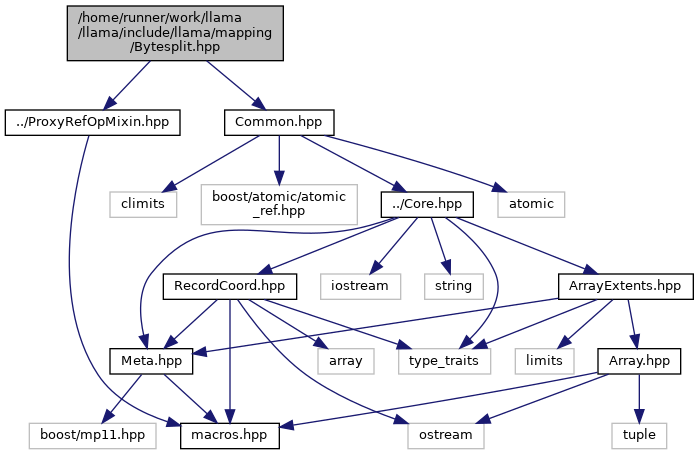 /home/runner/work/llama
/llama/include/llama/mapping
/Bytesplit.hpp
../ProxyRefOpMixin.hpp
Common.hpp
climits
boost/atomic/atomic
_ref.hpp
../Core.hpp
atomic
RecordCoord.hpp
iostream
string
ArrayExtents.hpp
Meta.hpp
array
type_traits
limits
Array.hpp
boost/mp11.hpp
macros.hpp
ostream
tuple